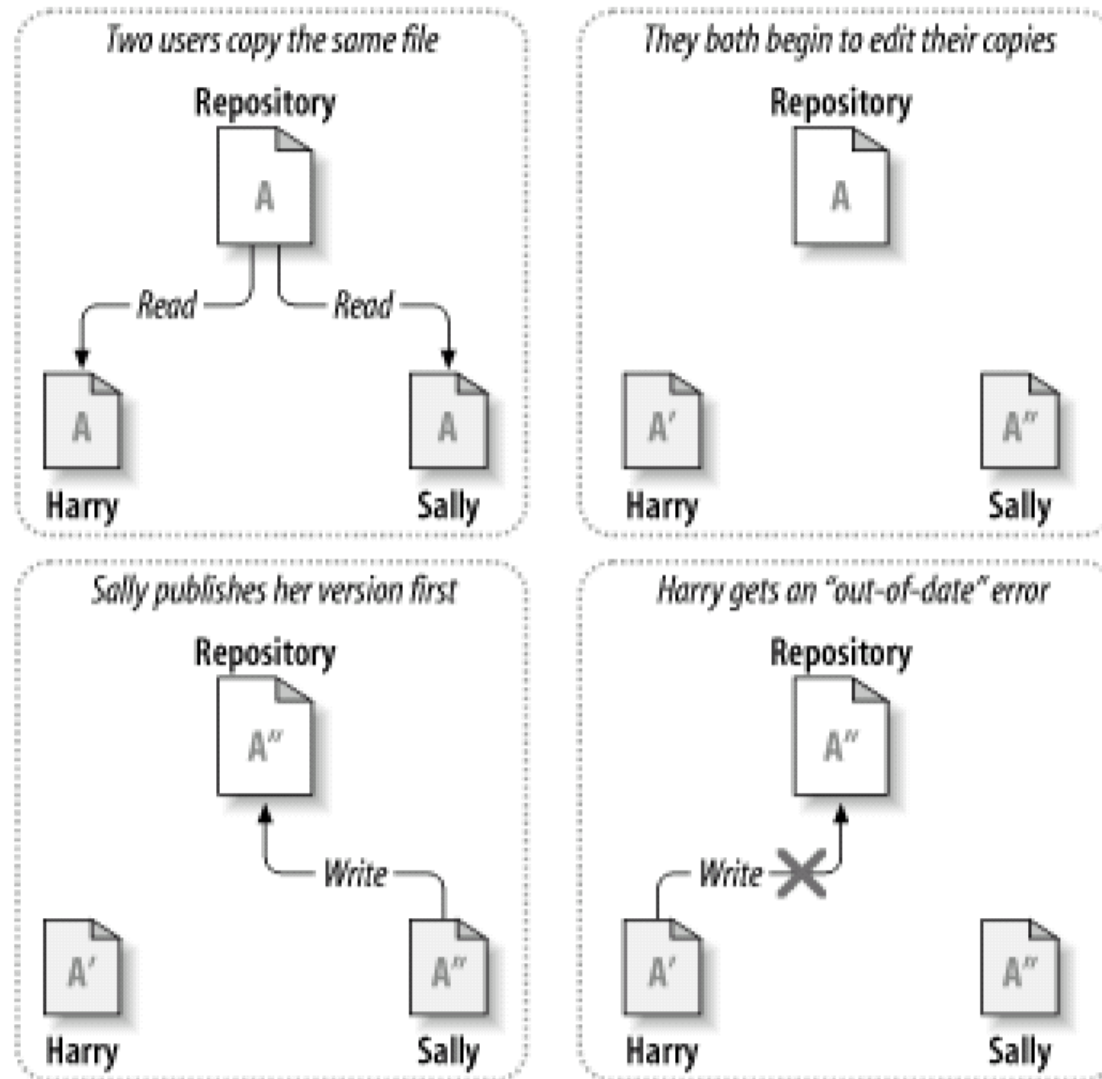 Two users copy the same file
Repository
A
Read Read
A A
Harry Sally
They both begin to edit their copies
Repository
A
A′ A″
Harry Sally
Sally publishes her version first
Repository
A″
Write
A′ A″
Harry Sally
Harry gets an “out-of-date” error
Repository
A″
Write
A′ A″
Harry Sally